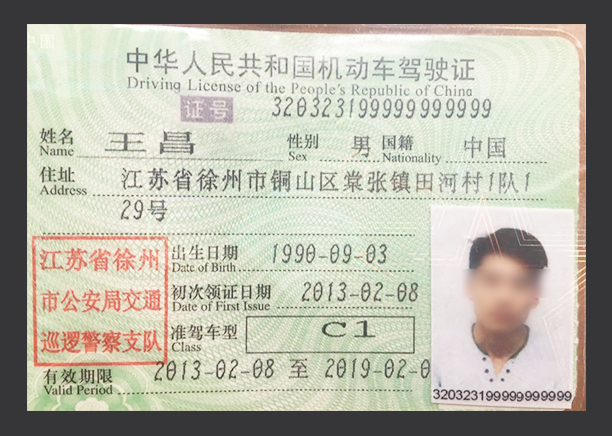 中华人民共和国机动车驾驶证
Driving License of the People's Republic of China
证号 320323199999999999
姓名 王昌 性别 男 国籍 中国
Name Sex Nationality
住址 江苏省徐州市铜山区棠张镇田河村1队1
Address
29号
江苏省徐州
市公安局交通
巡逻警察支队
出生日期 1990-09-03
Date of Birth
初次领证日期 2013-02-08
Date of First Issue
准驾车型 C1
Class
有效期限 2013-02-08 至 2019-02-0
Valid Period
320323199999999999